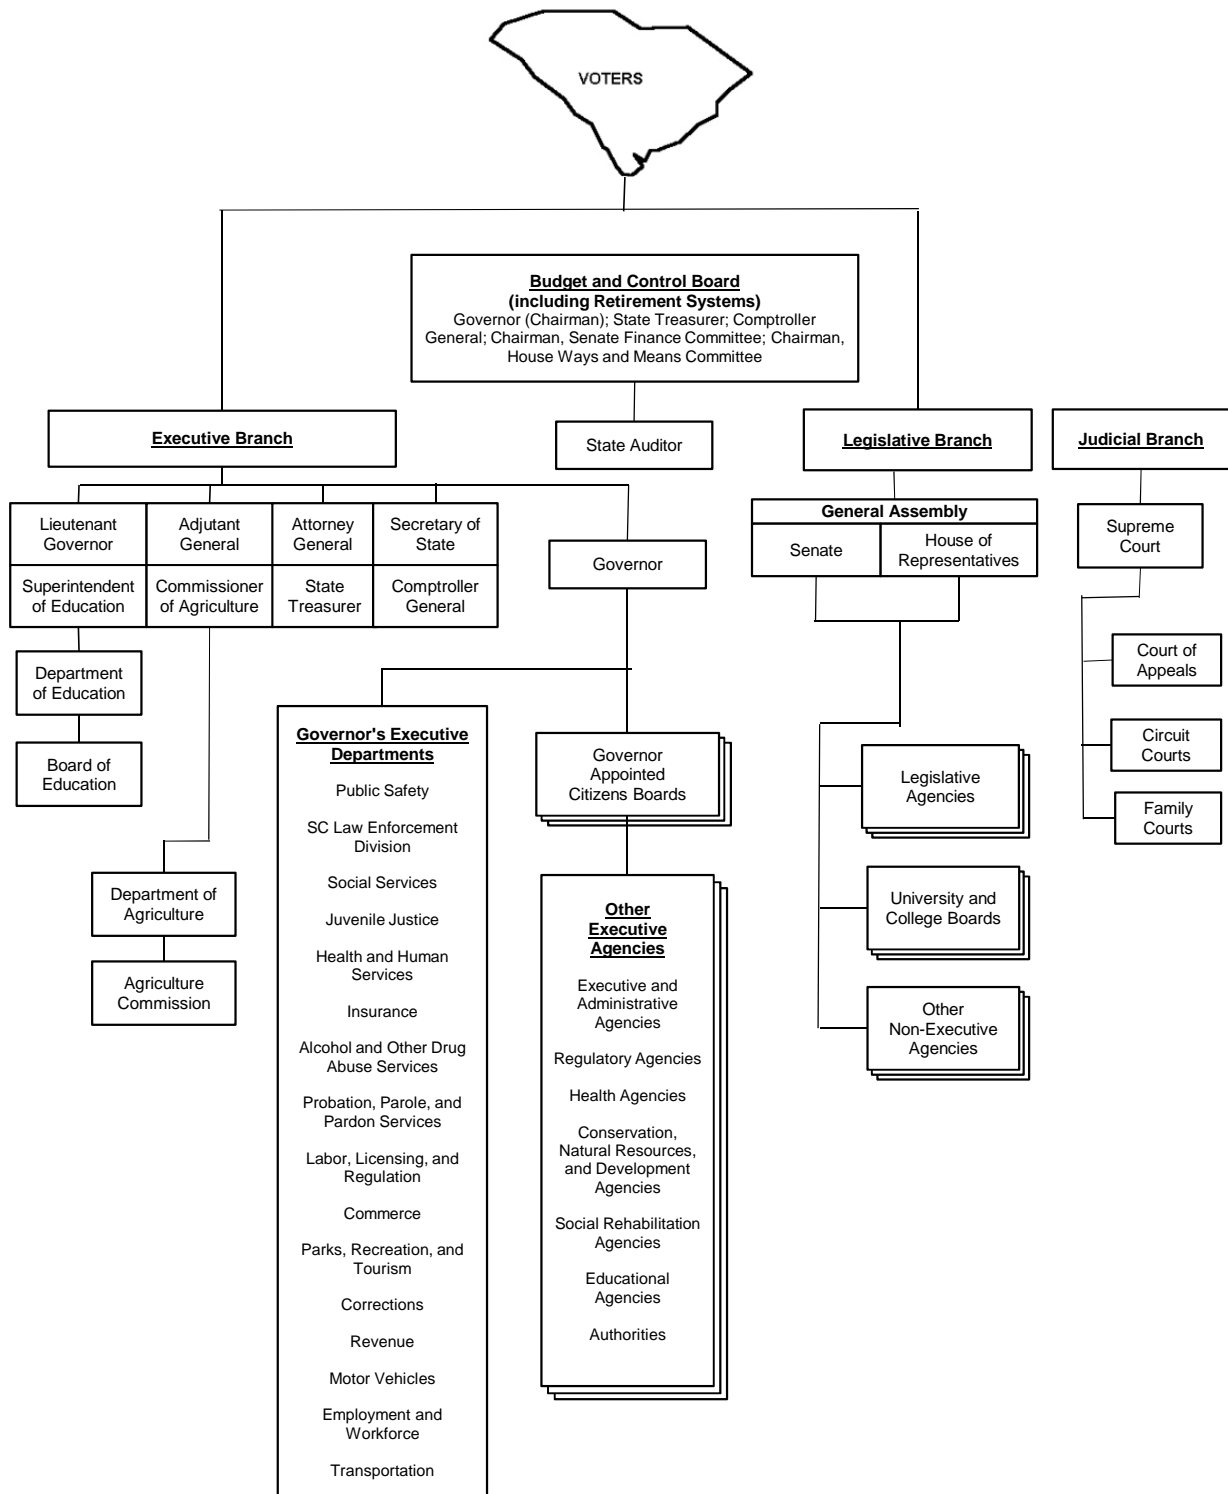 VOTERS
Budget and Control Board
(including Retirement Systems)
Governor (Chairman); State Treasurer; Comptroller
General; Chairman, Senate Finance Committee; Chairman,
House Ways and Means Committee
Executive Branch
State Auditor
Legislative Branch
Judicial Branch
Lieutenant
Governor
Adjutant
General
Attorney
General
Secretary of
State
Superintendent
of Education
Commissioner
of Agriculture
State
Treasurer
Comptroller
General
Governor
General Assembly
Senate
House of
Representatives
Supreme
Court
Department
of Education
Board of
Education
Department of
Agriculture
Agriculture
Commission
Governor's Executive
Departments
Public Safety
SC Law Enforcement
Division
Social Services
Juvenile Justice
Health and Human
Services
Insurance
Alcohol and Other Drug
Abuse Services
Probation, Parole, and
Pardon Services
Labor, Licensing, and
Regulation
Commerce
Parks, Recreation, and
Tourism
Corrections
Revenue
Motor Vehicles
Employment and
Workforce
Transportation
Governor
Appointed
Citizens Boards
Other
Executive
Agencies
Executive and
Administrative
Agencies
Regulatory Agencies
Health Agencies
Conservation,
Natural Resources,
and Development
Agencies
Social Rehabilitation
Agencies
Educational
Agencies
Authorities
Legislative
Agencies
University and
College Boards
Other
Non-Executive
Agencies
Court of
Appeals
Circuit
Courts
Family
Courts